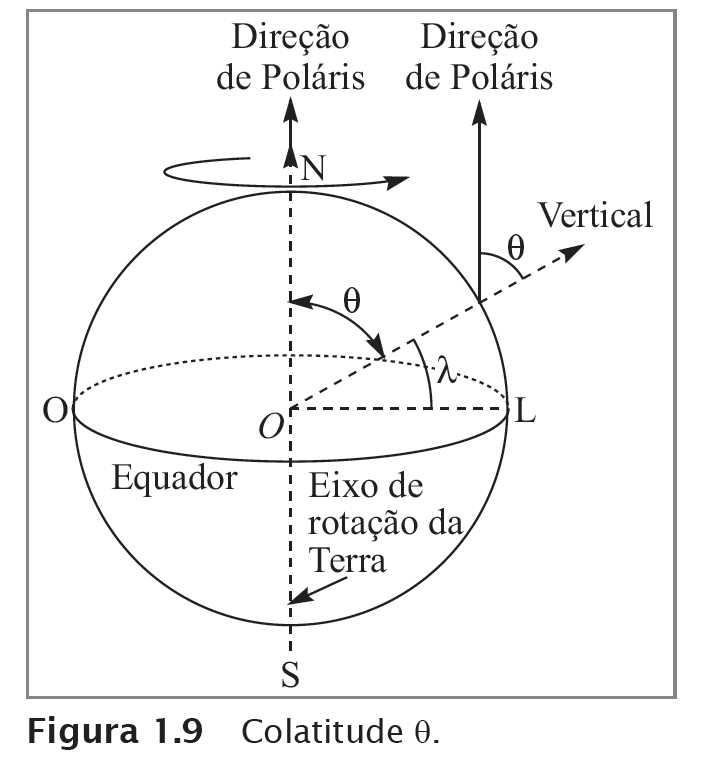 Direção
de Poláris
Direção
de Poláris
N
Vertical
θ
θ
λ
O
O
L
Equador
Eixo de
rotação da
Terra
S
Figura 1.9 Colatitude θ.